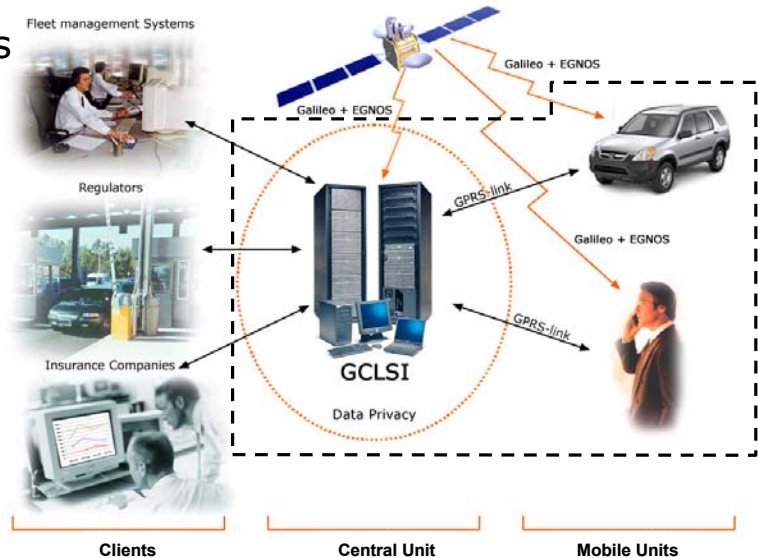 Fleet management Systems
s
Galileo + EGNOS
Galileo + EGNOS
Regulators
GPRS-link
Galileo + EGNOS
GPRS-link
Insurance Companies
GCLSI
Data Privacy
Clients
Central Unit
Mobile Units